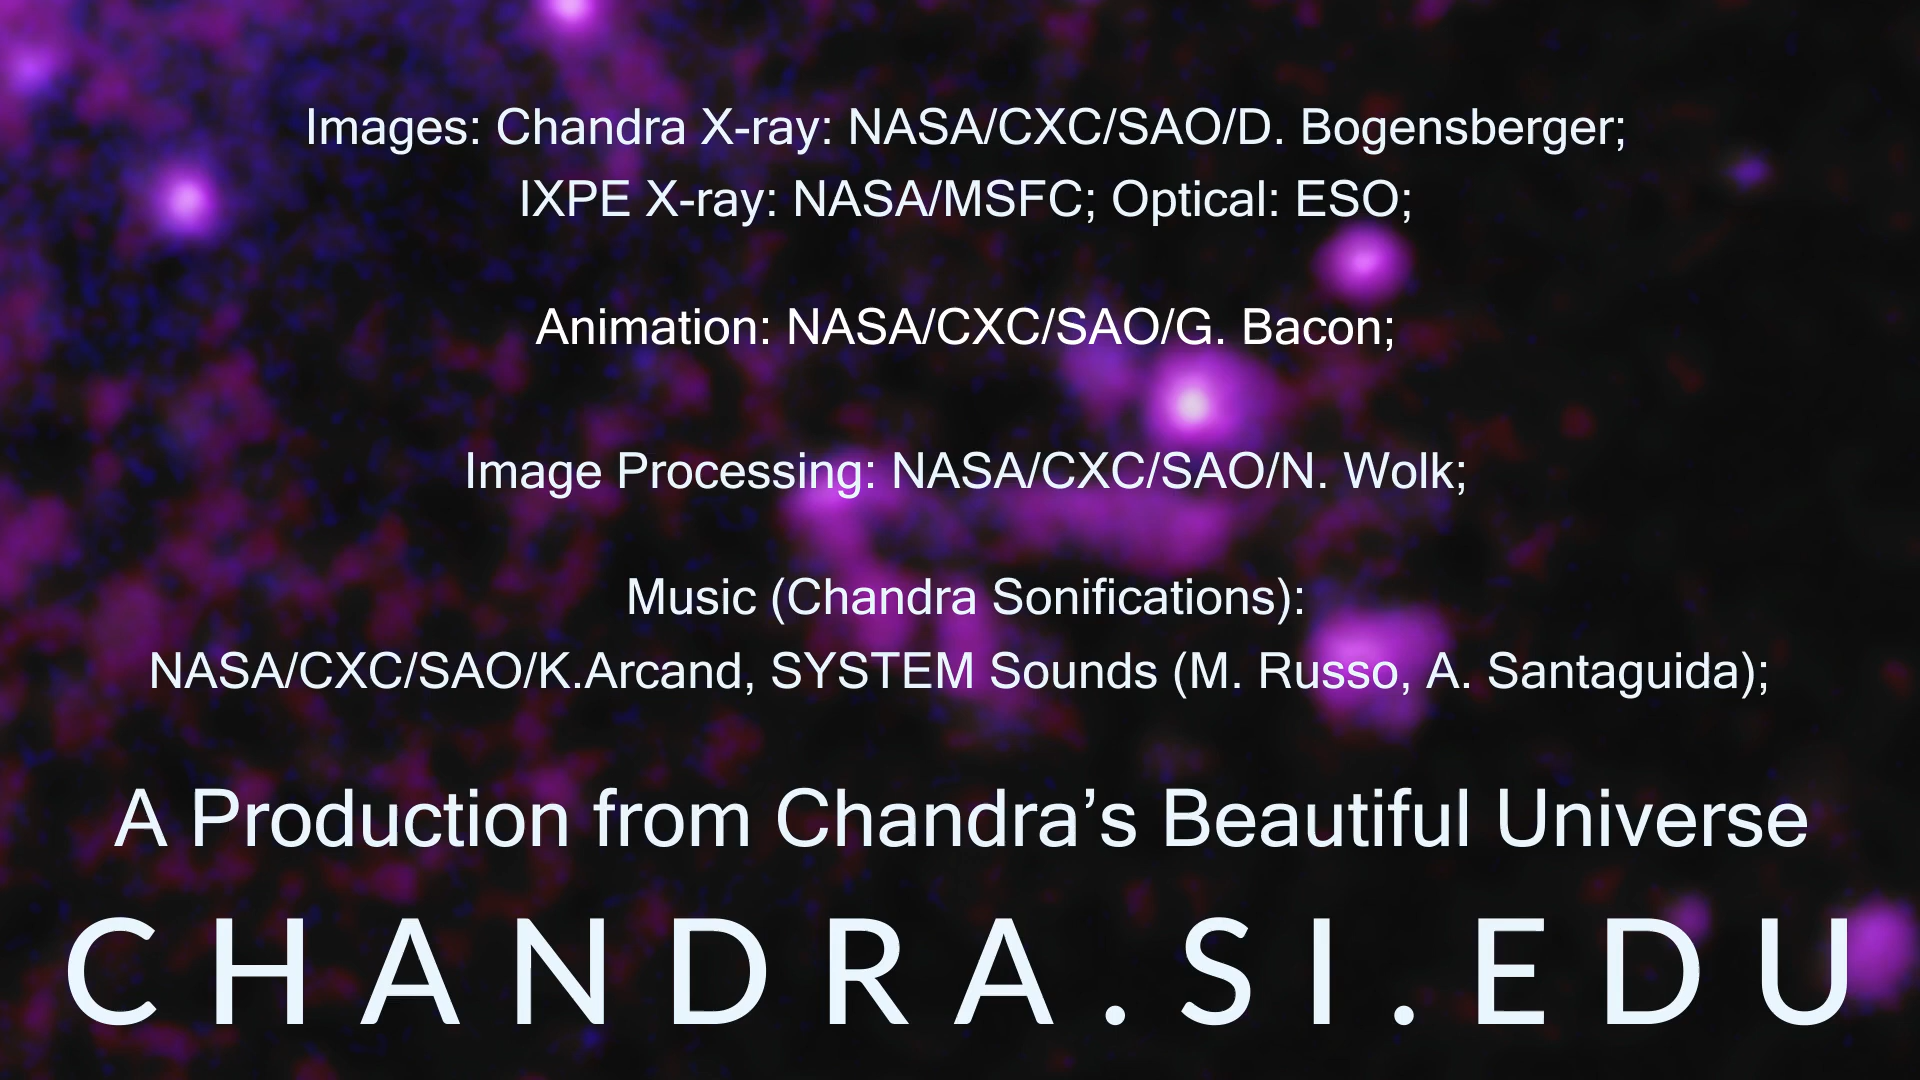 Images: Chandra X-ray: NASA/CXC/SAO/D. Bogensberger;
IXPE X-ray: NASA/MSFC; Optical: ESO;
Animation: NASA/CXC/SAO/G. Bacon;
Image Processing: NASA/CXC/SAO/N. Wolk;
Music (Chandra Sonifications):
NASA/CXC/SAO/K.Arcand, SYSTEM Sounds (M. Russo, A. Santaguida);
A Production from Chandra’s Beautiful Universe
CHANDRA.SI.EDU